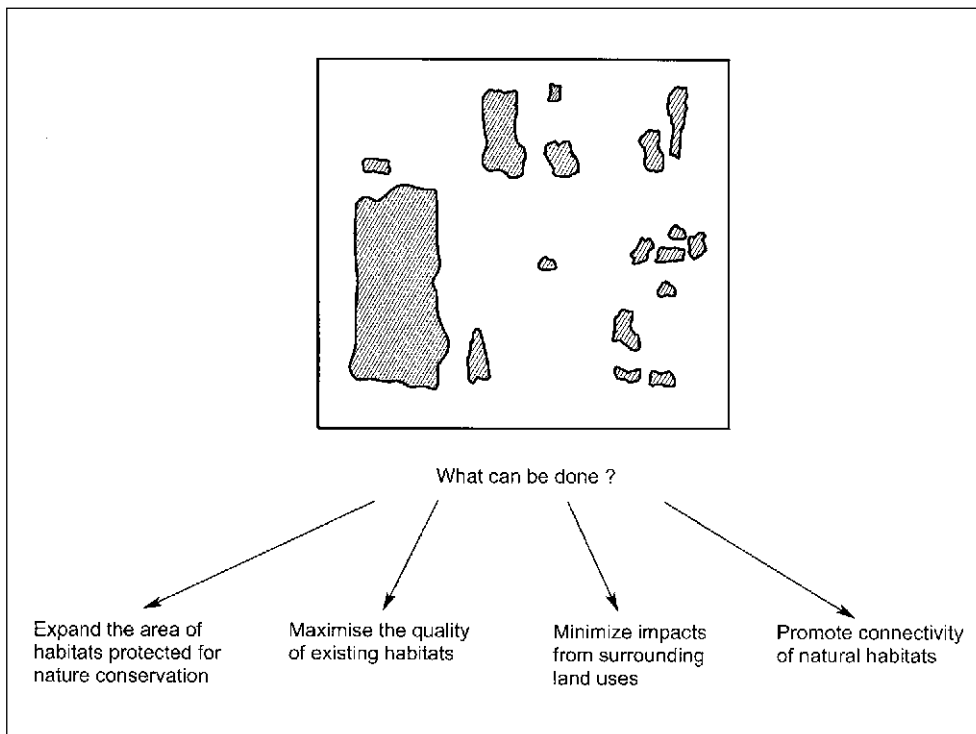 What can be done ?
Expand the area of
habitats protected for
nature conservation
Maximise the quality
of existing habitats
Minimize impacts
from surrounding
land uses
Promote connectivity
of natural habitats